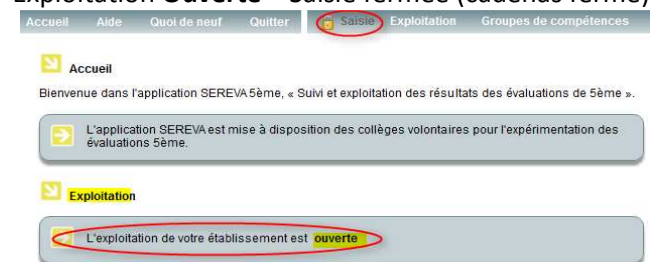 Exploitation Ouverte – Saisie fermée (cadenas fermé)
Accueil Aide Quoi de neuf Quitter Saisie Exploitation Groupes de compétences
Accueil
Bienvenue dans l'application SEREVA 5ème, « Suivi et exploitation des résultats des évaluations de 5ème ».
L'application SEREVA est mise à disposition des collèges volontaires pour l'expérimentation des
évaluations 5ème.
Exploitation
L'exploitation de votre établissement est ouverte